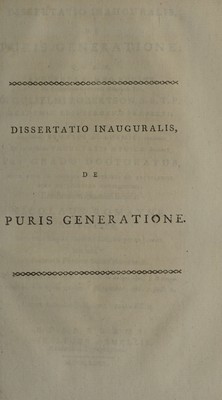 DISSERTATIO INAUGURALIS,
DE
PURIS GENERATIONE.